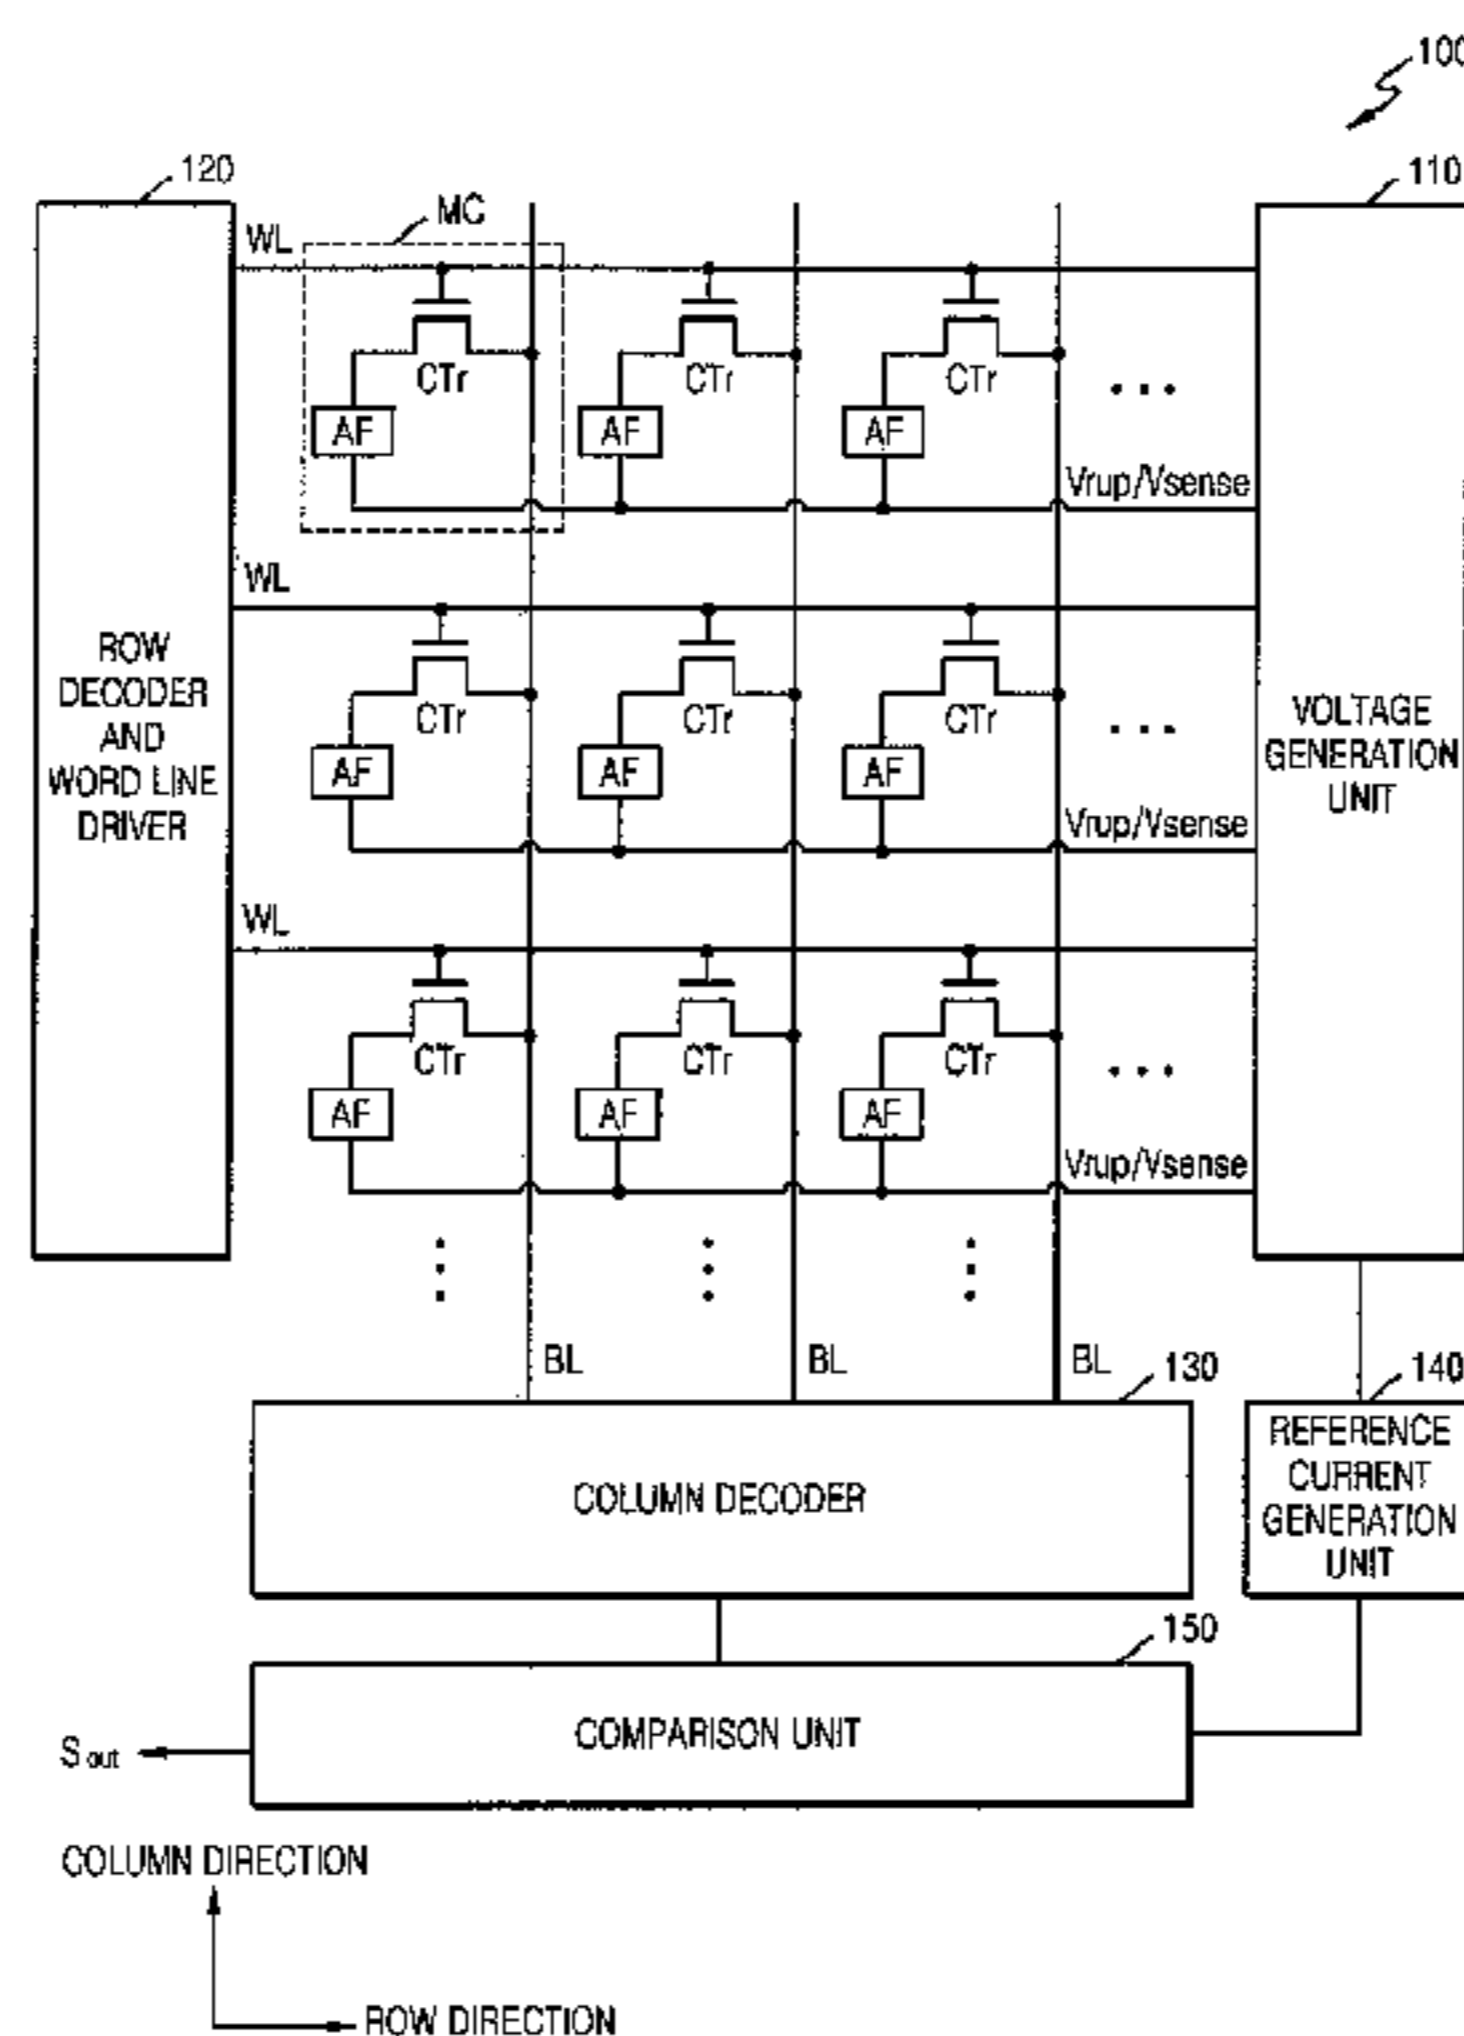 100
120
110
MC
WL
CTr CTr CTr
AF AF AF
Vrup/Vsense
WL
ROW
DECODER
AND
WORD LINE
DRIVER
CTr CTr CTr
AF AF AF
VOLTAGE
GENERATION
UNIT
Vrup/Vsense
WL
CTr CTr CTr
AF AF AF
Vrup/Vsense
BL BL BL
130
140
COLUMN DECODER
REFERENCE
CURRENT
GENERATION
UNIT
150
COMPARISON UNIT
Sout
COLUMN DIRECTION
ROW DIRECTION